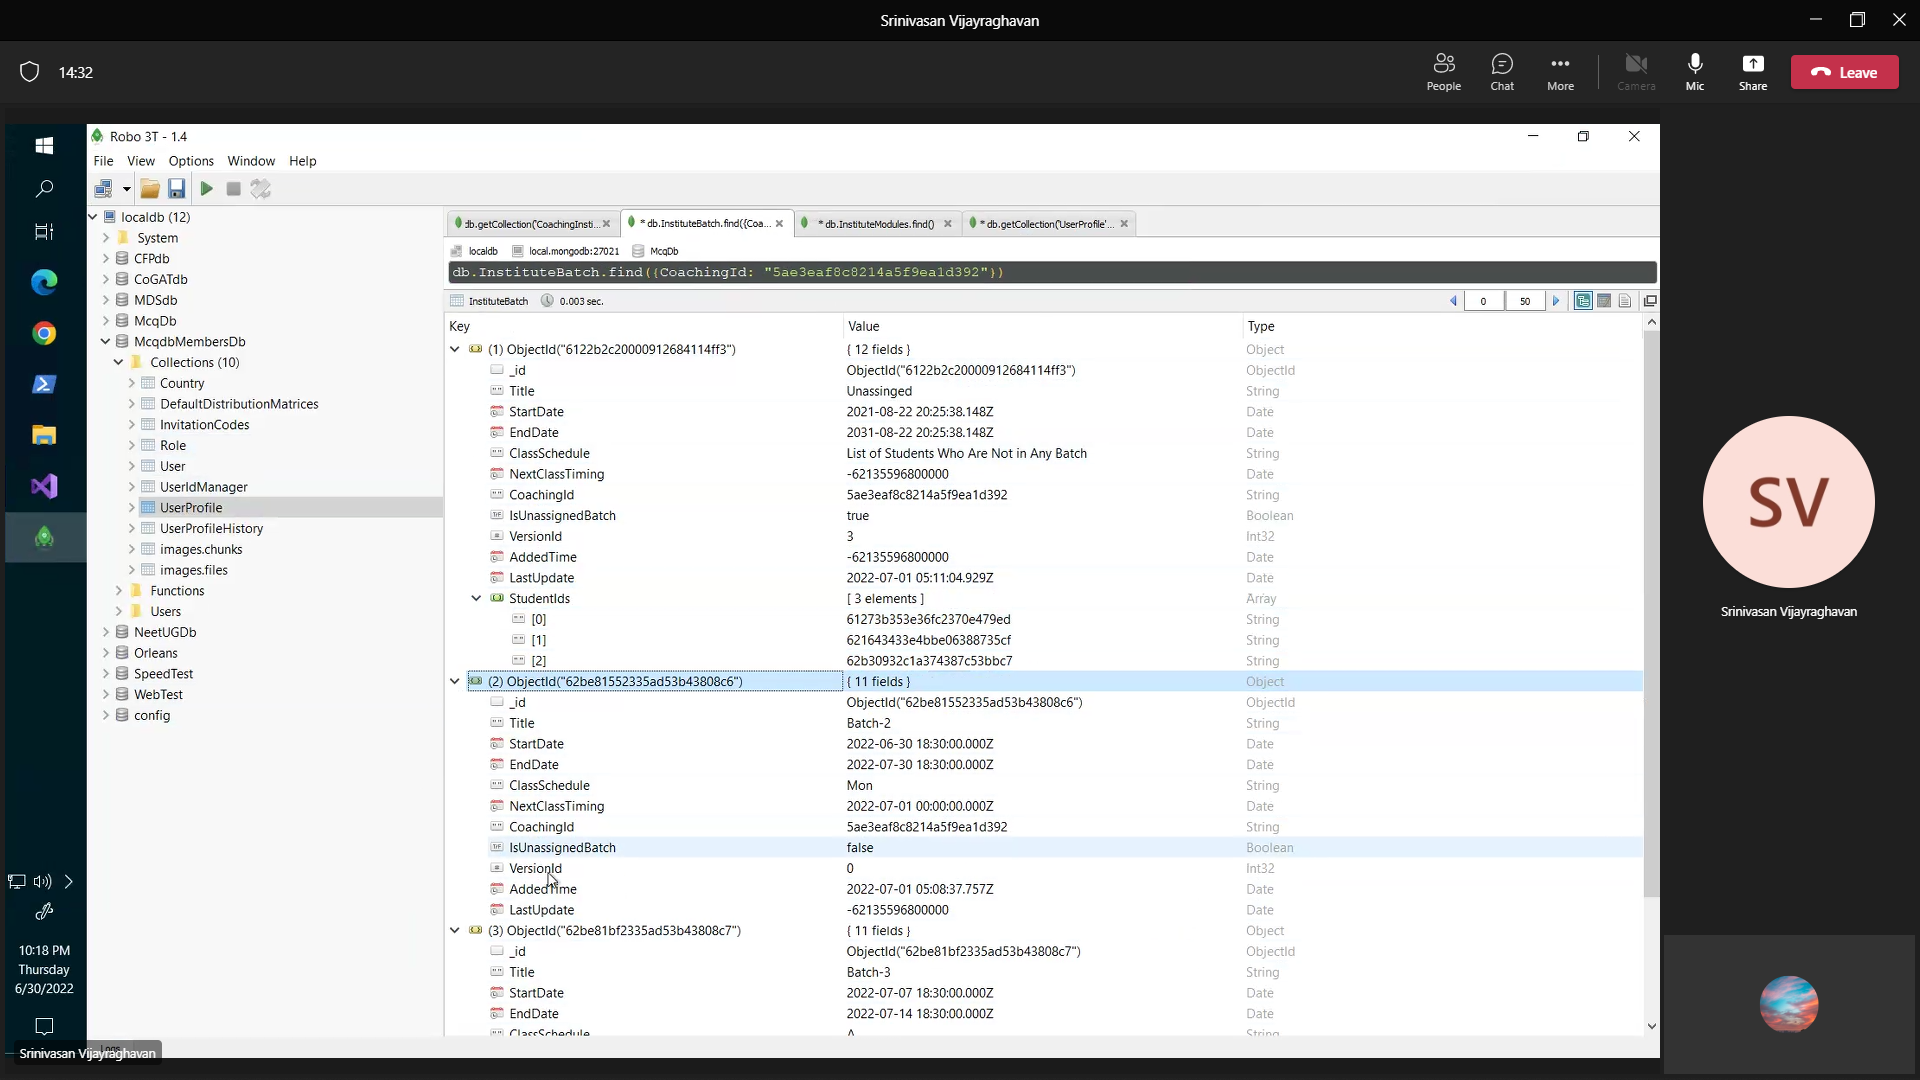 Srinivasan Vijayraghavan
14:32
People
Chat
More
Camera
Mic
Share
Leave
Robo 3T - 1.4
File View Options Window Help
localdb (12)
System
CFPdb
CoGATdb
MDSdb
McqDb
McqdbMembersDb
Collections (10)
Country
DefaultDistributionMatrices
InvitationCodes
Role
User
UserIdManager
UserProfile
UserProfileHistory
images.chunks
images.files
Functions
Users
NeetUGDb
Orleans
SpeedTest
WebTest
config
db.getCollection('CoachingInsti...
* db.InstituteBatch.find({Coa...
* db.InstituteModules.find()
* db.getCollection('UserProfile'...
localdb local.mongodb:27021 McqDb
db.InstituteBatch.find({CoachingId: "5ae3eaf8c8214a5f9ea1d392"})
InstituteBatch 0.003 sec.
0 50
Key Value Type
(1) ObjectId("6122b2c20000912684114ff3") { 12 fields } Object
_id ObjectId("6122b2c20000912684114ff3") ObjectId
Title Unassinged String
StartDate 2021-08-22 20:25:38.148Z Date
EndDate 2031-08-22 20:25:38.148Z Date
ClassSchedule List of Students Who Are Not in Any Batch String
NextClassTiming -62135596800000 Date
CoachingId 5ae3eaf8c8214a5f9ea1d392 String
IsUnassignedBatch true Boolean
VersionId 3 Int32
AddedTime -62135596800000 Date
LastUpdate 2022-07-01 05:11:04.929Z Date
StudentIds [ 3 elements ] Array
[0] 61273b353e36fc2370e479ed String
[1] 621643433e4bbe06388735cf String
[2] 62b30932c1a374387c53bbc7 String
(2) ObjectId("62be81552335ad53b43808c6") { 11 fields } Object
_id ObjectId("62be81552335ad53b43808c6") ObjectId
Title Batch-2 String
StartDate 2022-06-30 18:30:00.000Z Date
EndDate 2022-07-30 18:30:00.000Z Date
ClassSchedule Mon String
NextClassTiming 2022-07-01 00:00:00.000Z Date
CoachingId 5ae3eaf8c8214a5f9ea1d392 String
IsUnassignedBatch false Boolean
VersionId 0 Int32
AddedTime 2022-07-01 05:08:37.757Z Date
LastUpdate -62135596800000 Date
(3) ObjectId("62be81bf2335ad53b43808c7") { 11 fields } Object
_id ObjectId("62be81bf2335ad53b43808c7") ObjectId
Title Batch-3 String
StartDate 2022-07-07 18:30:00.000Z Date
EndDate 2022-07-14 18:30:00.000Z Date
ClassSchedule A String
10:18 PM
Thursday
6/30/2022
Logs
Srinivasan Vijayraghavan
SV
Srinivasan Vijayraghavan